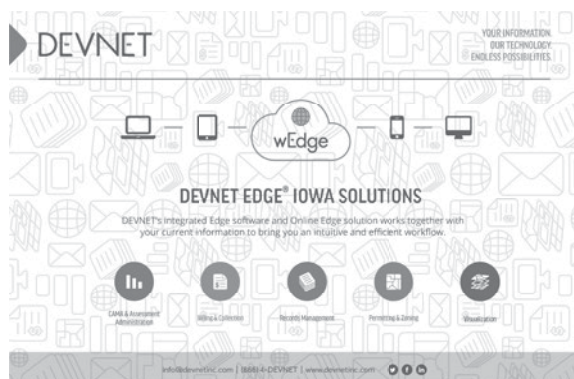 DEVNET
YOUR INFORMATION.
OUR TECHNOLOGY.
ENDLESS POSSIBILITIES.
wEdge
DEVNET EDGE® IOWA SOLUTIONS
DEVNET's integrated Edge software and Online Edge solution works together with
your current information to bring you an intuitive and efficient workflow.
CAMA & Assessment
Administration
Billing & Collection
Records Management
Permitting & Zoning
Visualization
info@devnetinc.com | (866)-4-DEVNET | www.devnetinc.com